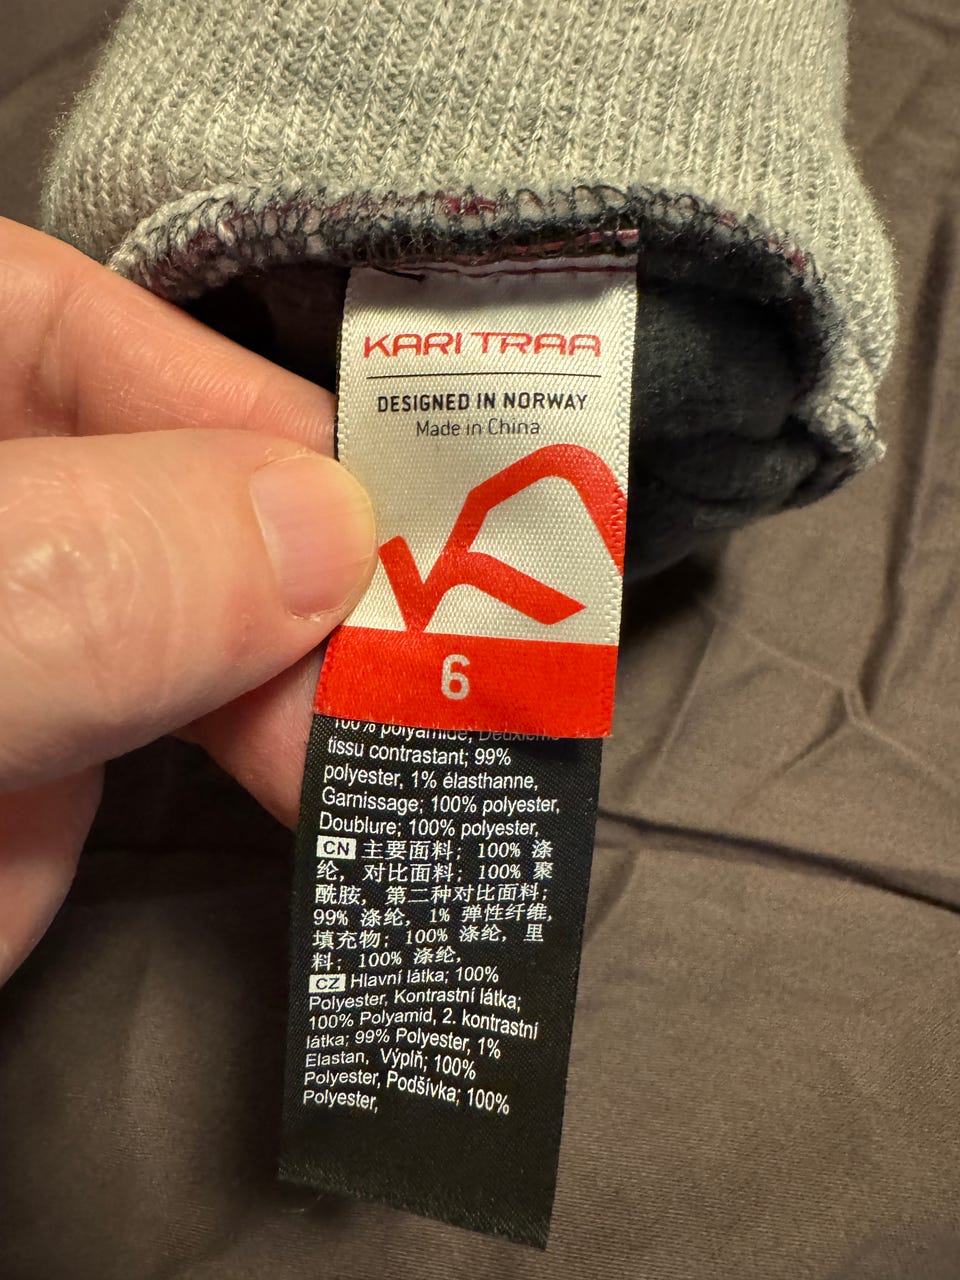 KARI TRAA
DESIGNED IN NORWAY
Made in China
6
100% polyamide; Deuxième
tissu contrastant; 99%
polyester, 1% élasthanne,
Garnissage; 100% polyester,
Doublure; 100% polyester,
CN 主要面料; 100% 涤
纶, 对比面料; 100% 聚
酰胺, 第二种对比面料;
99% 涤纶, 1% 弹性纤维,
填充物; 100% 涤纶, 里
料; 100% 涤纶,
CZ Hlavní látka; 100%
Polyester, Kontrastní látka;
100% Polyamid, 2. kontrastní
látka; 99% Polyester, 1%
Elastan, Výplň; 100%
Polyester, Podšívka; 100%
Polyester,